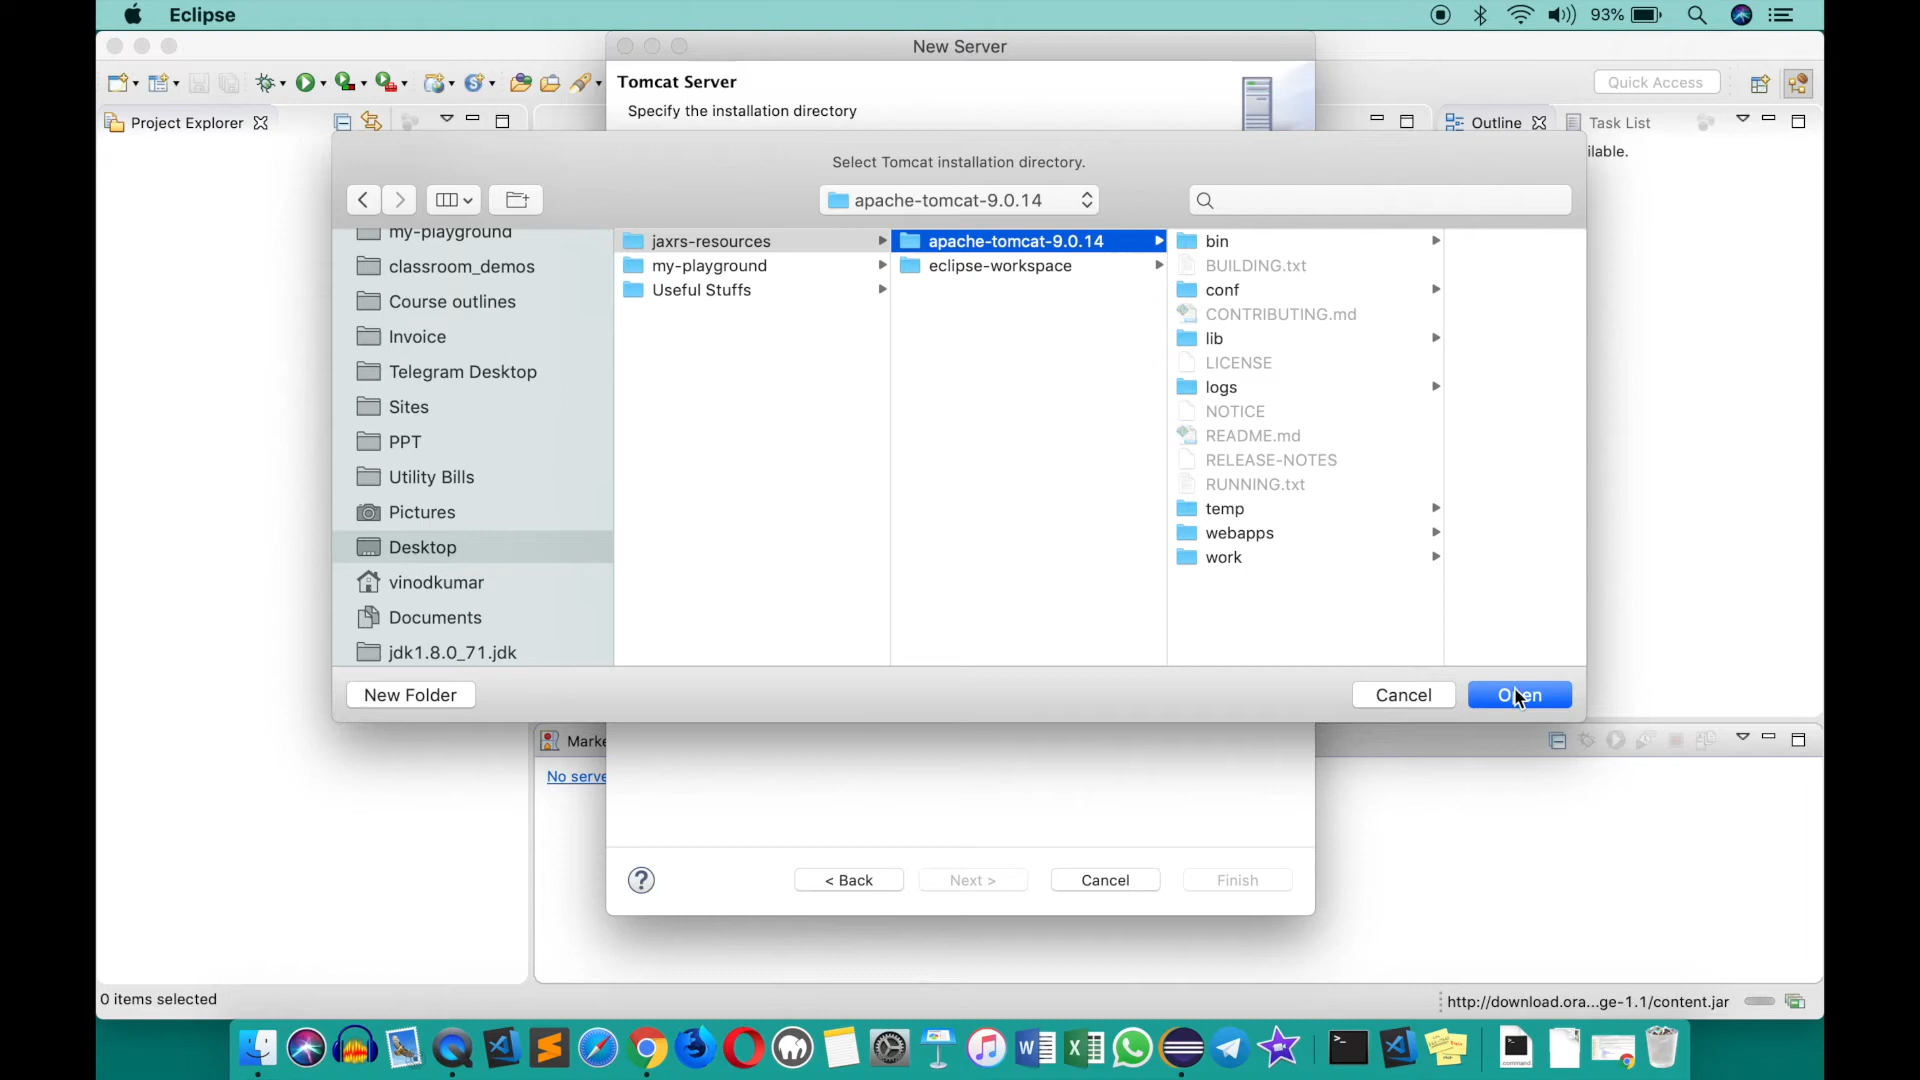 Eclipse
93%
New Server
Tomcat Server
Specify the installation directory
Quick Access
Project Explorer
Outline
Task List
ilable.
Select Tomcat installation directory.
apache-tomcat-9.0.14
my-playground
classroom_demos
Course outlines
Invoice
Telegram Desktop
Sites
PPT
Utility Bills
Pictures
Desktop
vinodkumar
Documents
jdk1.8.0_71.jdk
jaxrs-resources
my-playground
Useful Stuffs
apache-tomcat-9.0.14
eclipse-workspace
bin
BUILDING.txt
conf
CONTRIBUTING.md
lib
LICENSE
logs
NOTICE
README.md
RELEASE-NOTES
RUNNING.txt
temp
webapps
work
New Folder
Cancel
Open
Marke
No serve
?
< Back
Next >
Cancel
Finish
0 items selected
http://download.ora...ge-1.1/content.jar